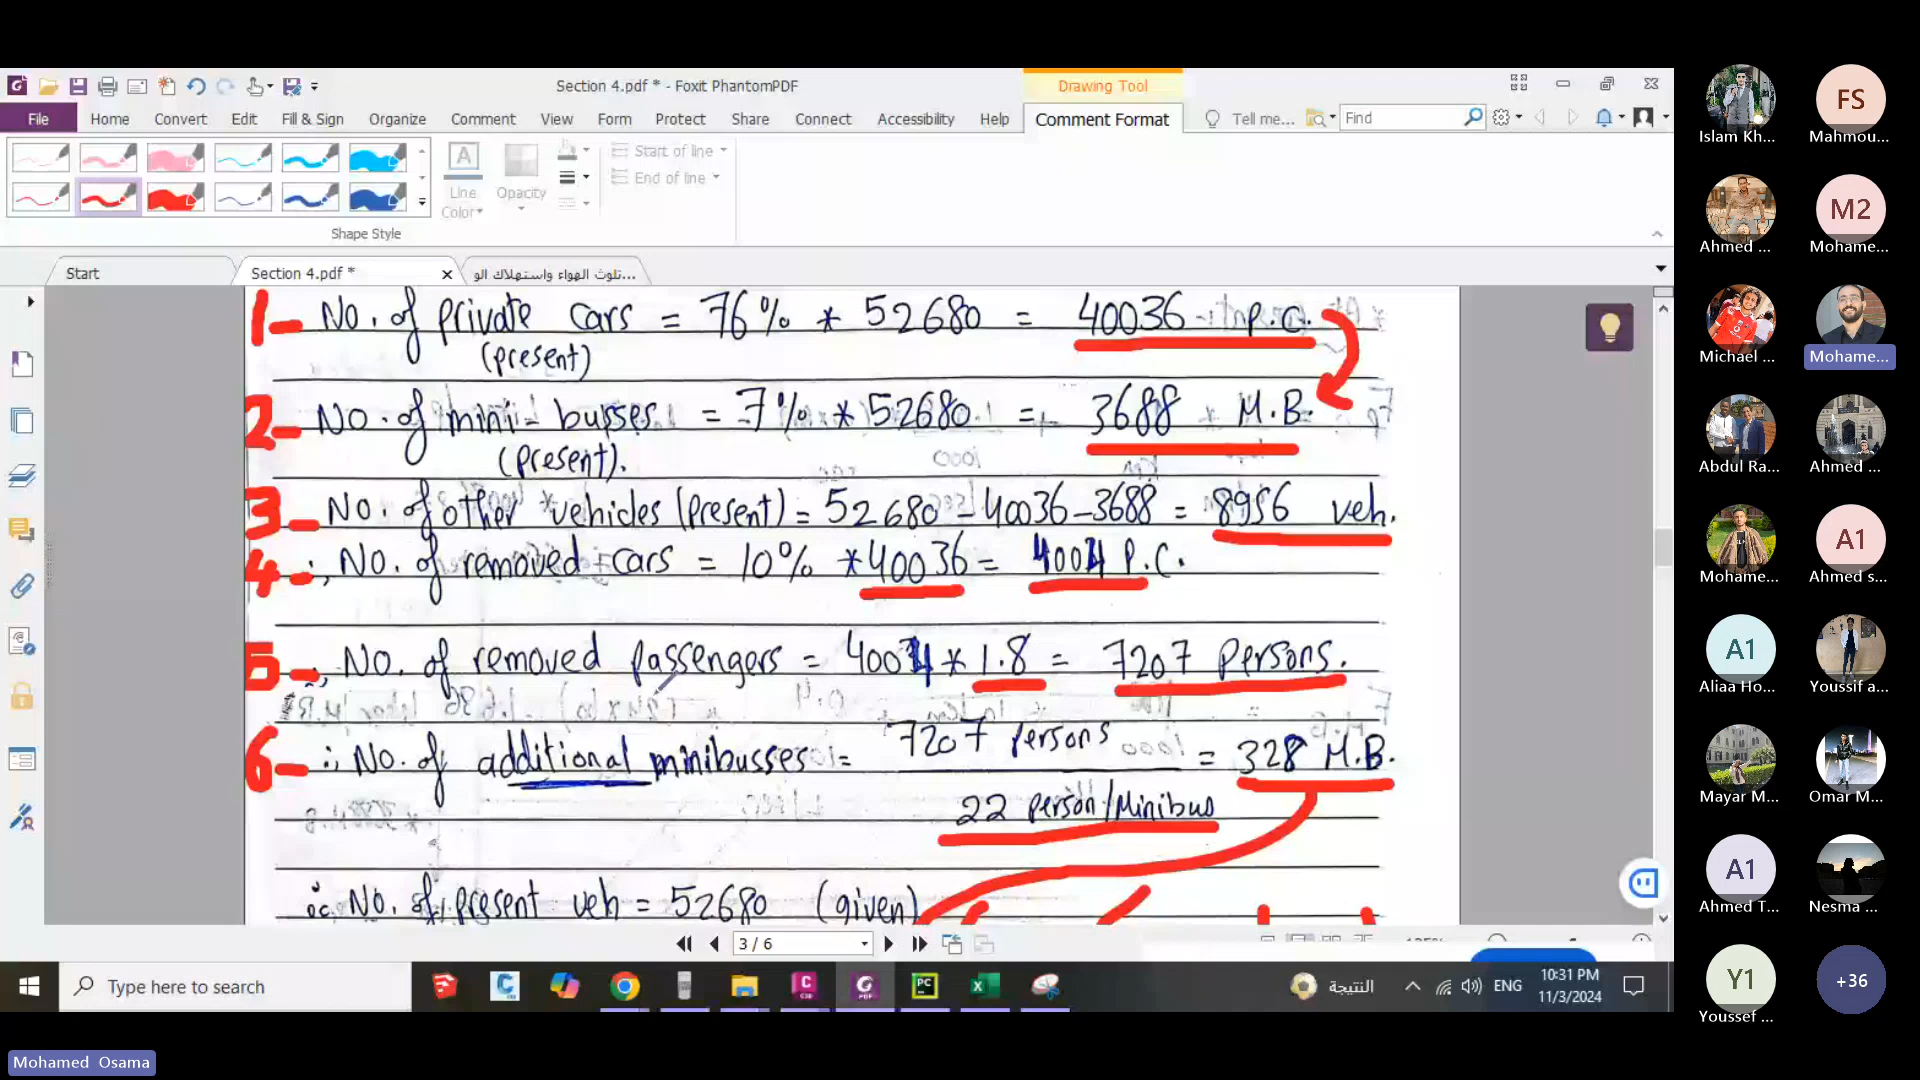 Section 4.pdf * - Foxit PhantomPDF
Drawing Tool
File Home Convert Edit Fill & Sign Organize Comment View Form Protect Share Connect Accessibility Help Comment Format Tell me... Find
Line Color
Opacity
Start of line
End of line
Shape Style
Start
Section 4.pdf *
تلوث الهواء واستهلاك الو...
1- No. of private cars = 76% * 52680 = 40036 P.C.
(present)
2- No. of mini-busses = 7% * 52680 = 3688 M.B.
(present).
3- No. of other vehicles (present) = 52680 - 40036 - 3688 = 8956 veh.
4- ∴ No. of removed cars = 10% * 40036 = 4004 P.C.
5- ∴ No. of removed passengers = 4004 * 1.8 = 7207 Persons.
6- ∴ No. of additional minibusses = 7207 Persons = 328 M.B.
22 person/Minibus
No. of present veh = 52680 (given)
3 / 6
Type here to search
النتيجة
ENG
10:31 PM
11/3/2024
Mohamed Osama
Islam Kh...
FS
Mahmou...
Ahmed ...
M2
Mohame...
Michael ...
Mohame...
Abdul Ra...
Ahmed ...
Mohame...
A1
Ahmed s...
A1
Aliaa Ho...
Youssif a...
Mayar M...
Omar M...
A1
Ahmed T...
Nesma ...
Y1
Youssef ...
+36